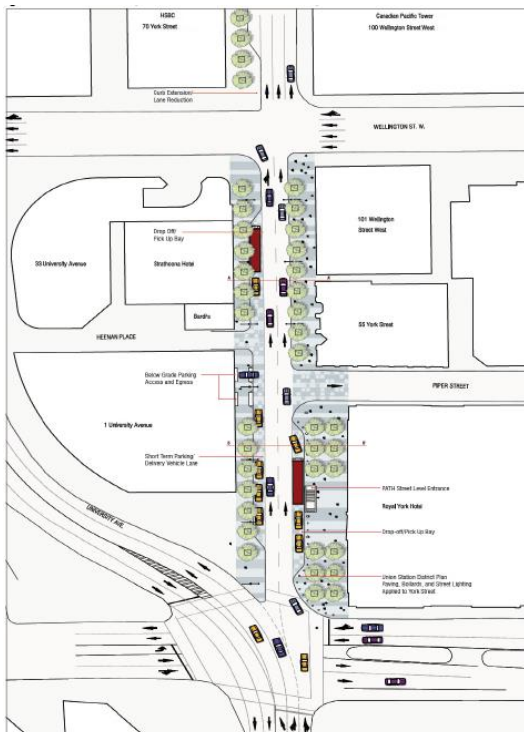 HSBC
70 York Street
Canadian Pacific Tower
100 Wellington Street West
Curb Extension/
Lane Reduction
WELLINGTON ST. W.
Drop Off/
Pick Up Bay
101 Wellington
Street West
33 University Avenue
Strathcona Hotel
Bardi's
50 York Street
HEENAN PLACE
Below Grade Parking
Access and Egress
PIPER STREET
1 University Avenue
Short Term Parking/
Delivery Vehicle Lane
PATH Street Level Entrance
Royal York Hotel
UNIVERSITY AVE.
Drop-off/Pick Up Bay
Union Station District Plan
Paving, Bollards, and Street Lighting
Applied to York Street